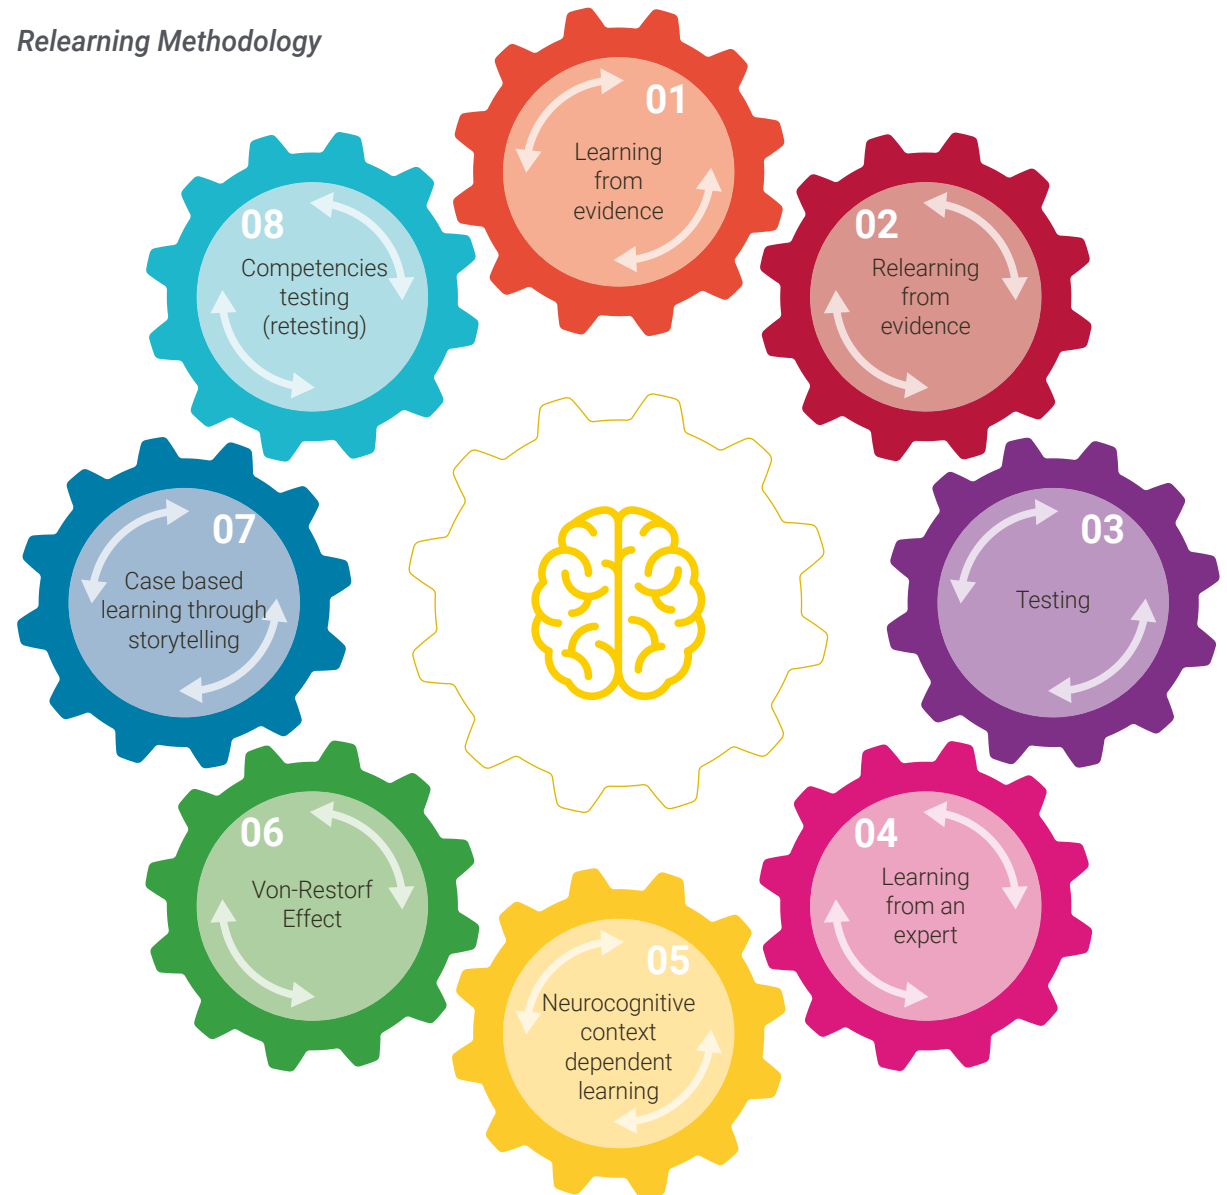 Relearning Methodology
01
Learning
from
evidence
02
Relearning
from
evidence
03
Testing
04
Learning
from an
expert
05
Neurocognitive
context
dependent
learning
06
Von-Restorf
Effect
07
Case based
learning through
storytelling
08
Competencies
testing
(retesting)